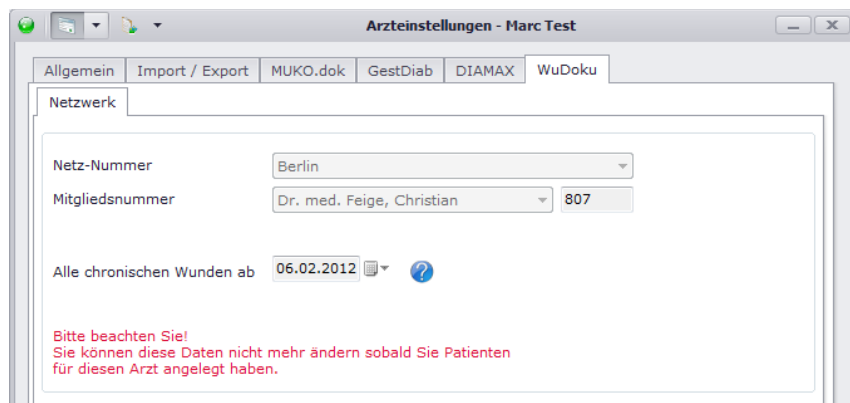 Arzteinstellungen - Marc Test
Allgemein Import / Export MUKO.dok GestDiab DIAMAX WuDoku
Netzwerk
Netz-Nummer Berlin
Mitgliedsnummer Dr. med. Feige, Christian 807
Alle chronischen Wunden ab 06.02.2012
Bitte beachten Sie!
Sie können diese Daten nicht mehr ändern sobald Sie Patienten
für diesen Arzt angelegt haben.